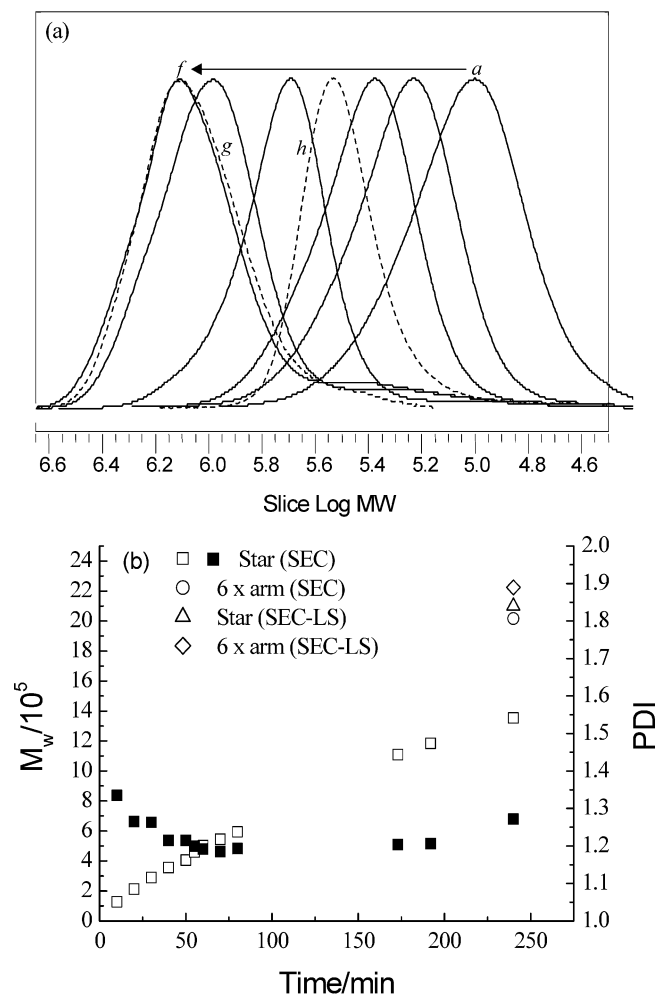 (a)
f
a
g
h
6.6 6.4 6.2 6.0 5.8 5.6 5.4 5.2 5.0 4.8 4.6
Slice Log MW
(b)
Star (SEC)
6 x arm (SEC)
Star (SEC-LS)
6 x arm (SEC-LS)
24
22
20
18
16
14
12
10
8
6
4
2
0
Mw/10^5
2.0
1.9
1.8
1.7
1.6
1.5
1.4
1.3
1.2
1.1
1.0
PDI
0 50 100 150 200 250
Time/min